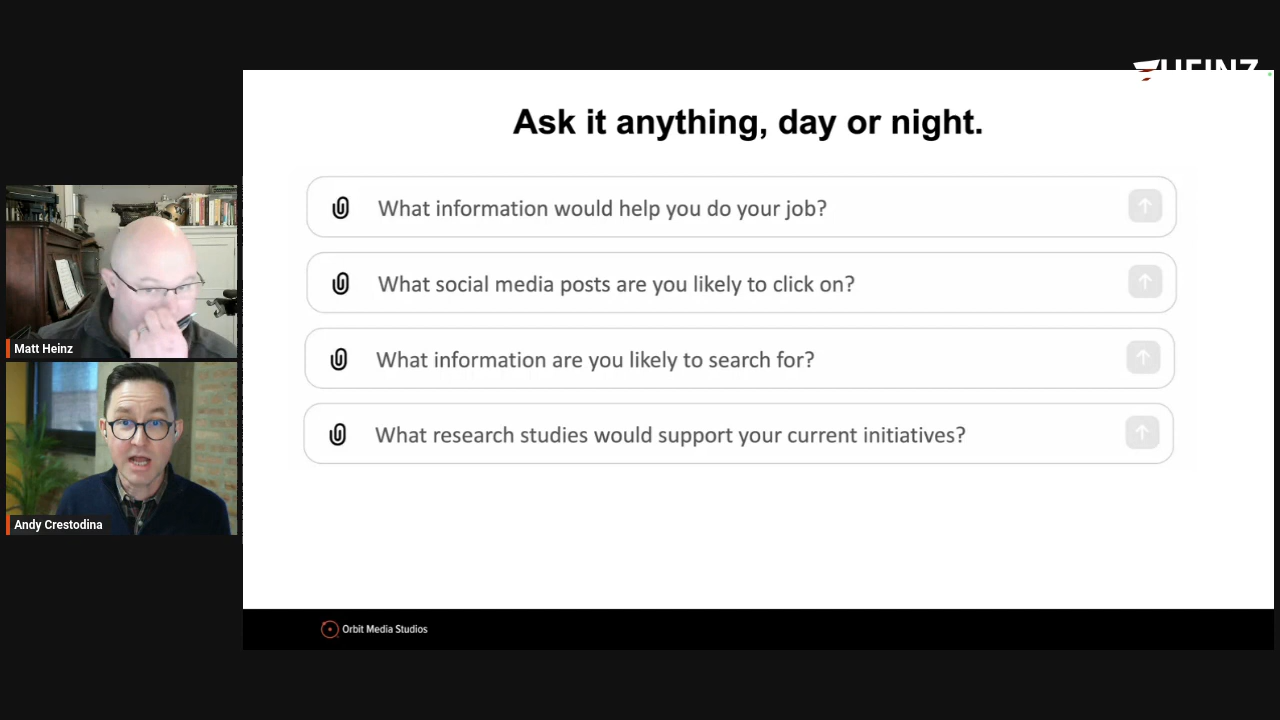 HEINZ
Ask it anything, day or night.
What information would help you do your job?
What social media posts are you likely to click on?
What information are you likely to search for?
What research studies would support your current initiatives?
Matt Heinz
Andy Crestodina
Orbit Media Studios